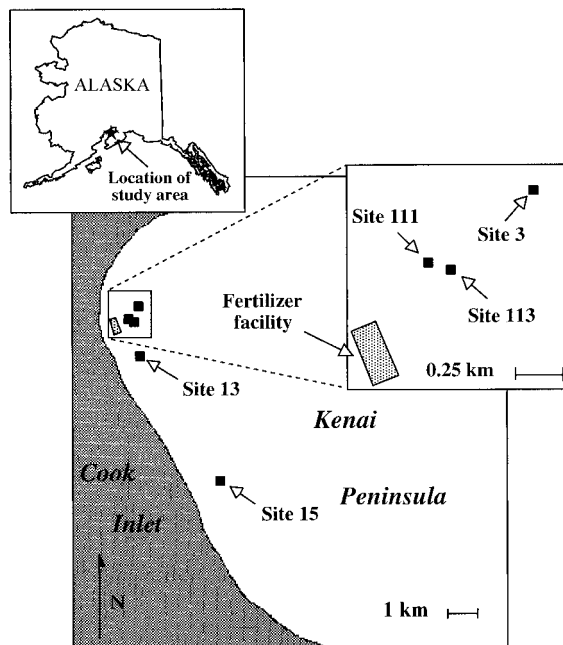 ALASKA
Location of
study area
Site 3
Site 111
Site 113
Fertilizer
facility
0.25 km
Site 13
Kenai
Peninsula
Cook
Inlet
Site 15
N
1 km